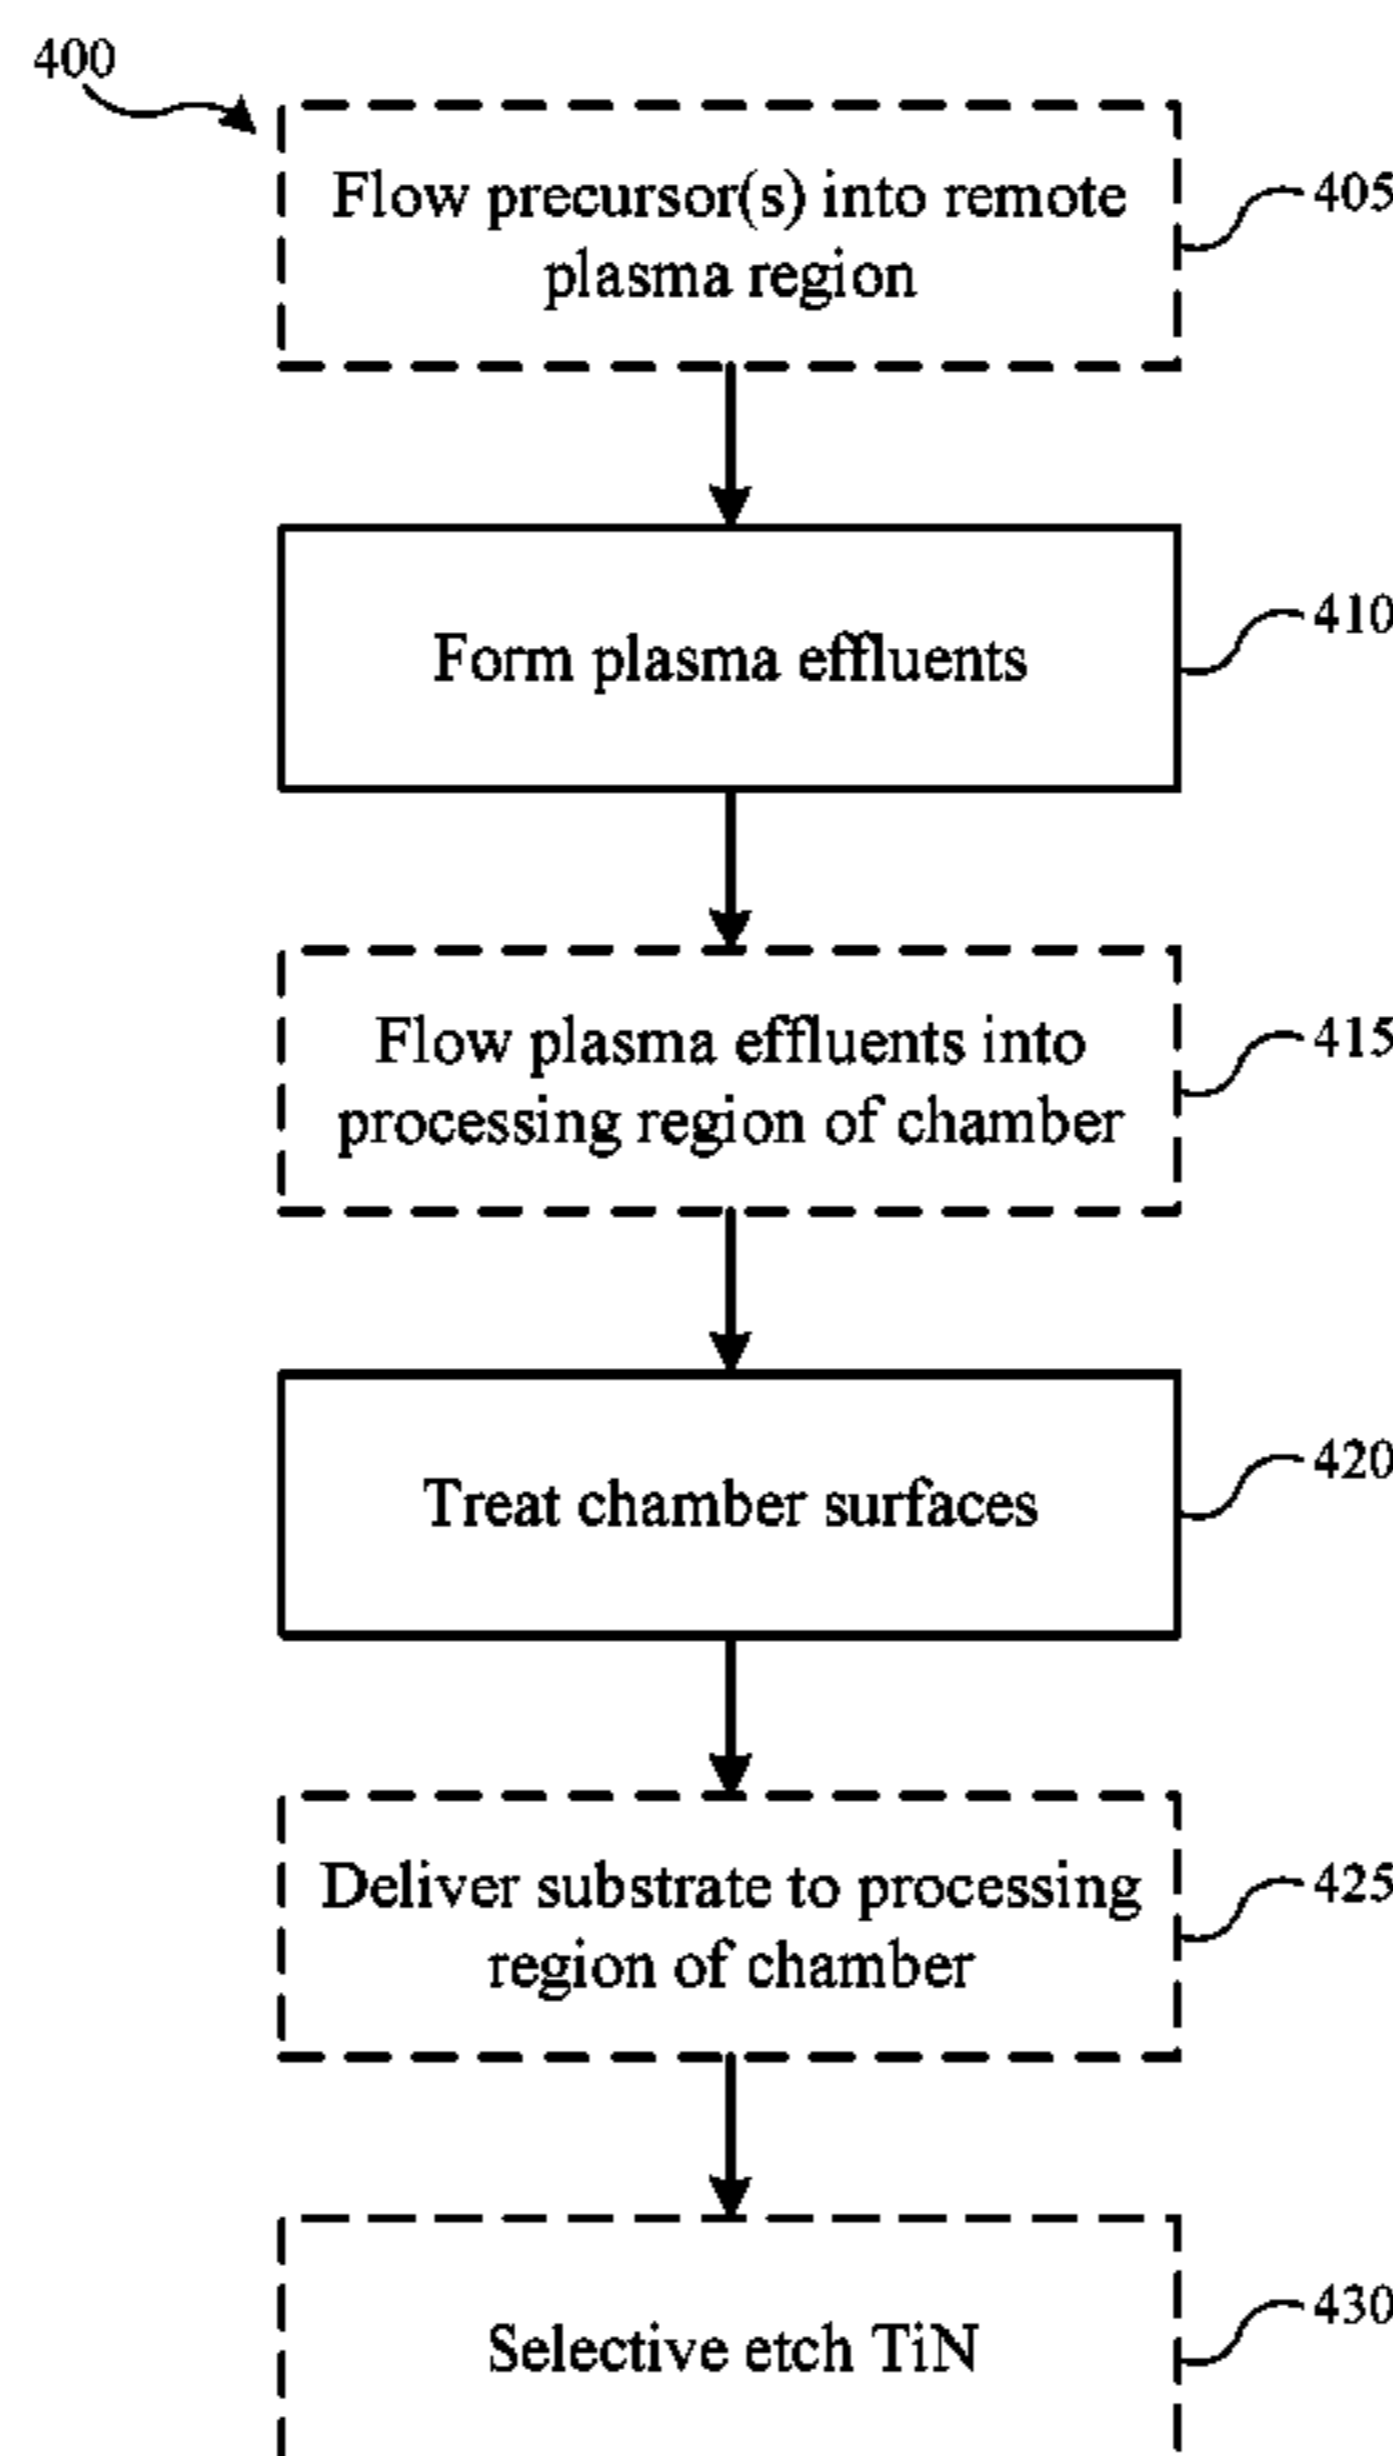 400
Flow precursor(s) into remote
plasma region
405
Form plasma effluents
410
Flow plasma effluents into
processing region of chamber
415
Treat chamber surfaces
420
Deliver substrate to processing
region of chamber
425
Selective etch TiN
430